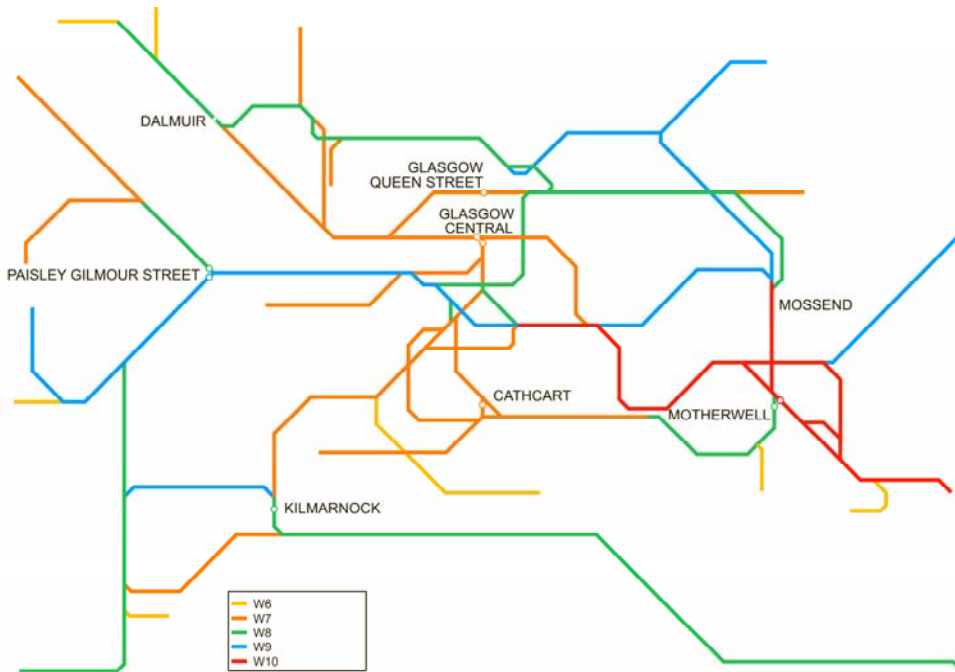 DALMUIR
GLASGOW
QUEEN STREET
GLASGOW
CENTRAL
PAISLEY GILMOUR STREET
MOSSEND
CATHCART
MOTHERWELL
KILMARNOCK
W6
W7
W8
W9
W10